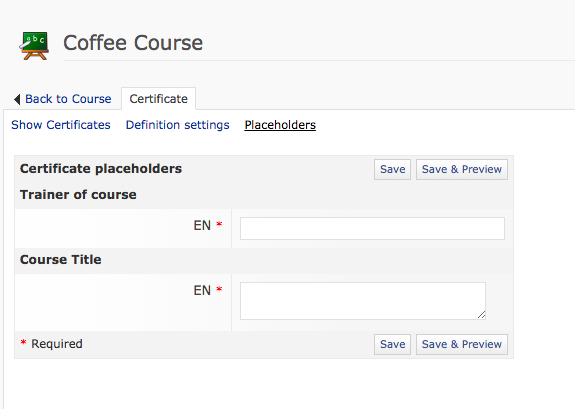 abc
Coffee Course
Back to Course Certificate
Show Certificates Definition settings Placeholders
Certificate placeholders Save Save & Preview
Trainer of course
EN *
Course Title
EN *
* Required Save Save & Preview